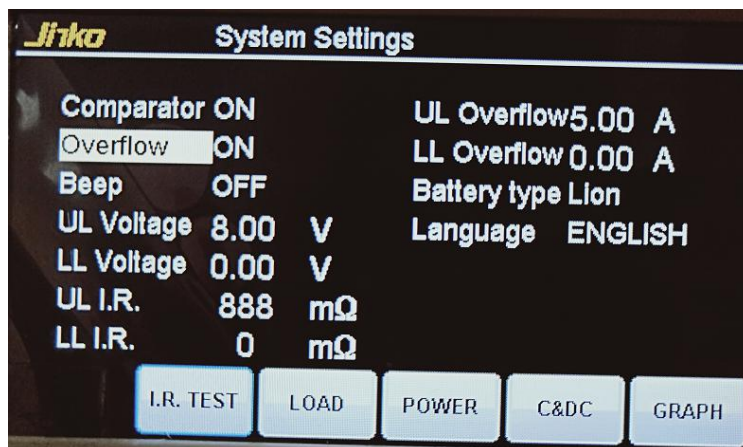 Jinko System Settings
Comparator ON
Overflow ON
Beep OFF
UL Voltage 8.00 V
LL Voltage 0.00 V
UL I.R. 888 mΩ
LL I.R. 0 mΩ
UL Overflow 5.00 A
LL Overflow 0.00 A
Battery type Lion
Language ENGLISH
I.R. TEST LOAD POWER C&DC GRAPH